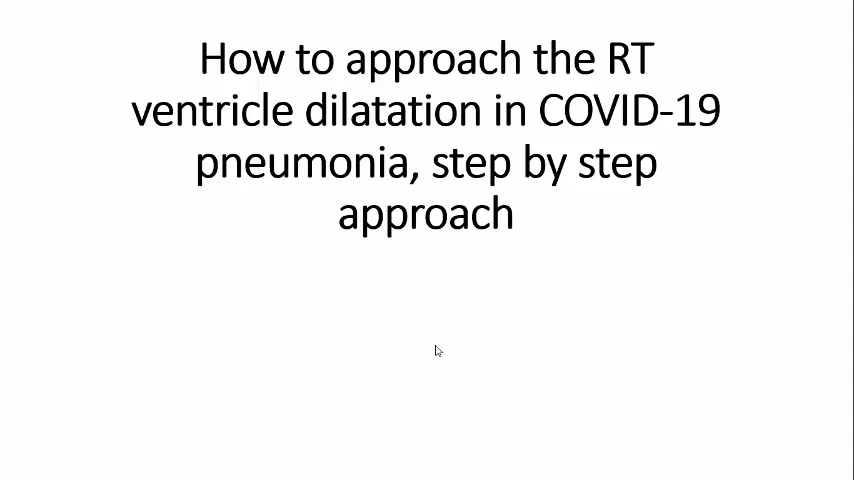 How to approach the RT
ventricle dilatation in COVID-19
pneumonia, step by step
approach